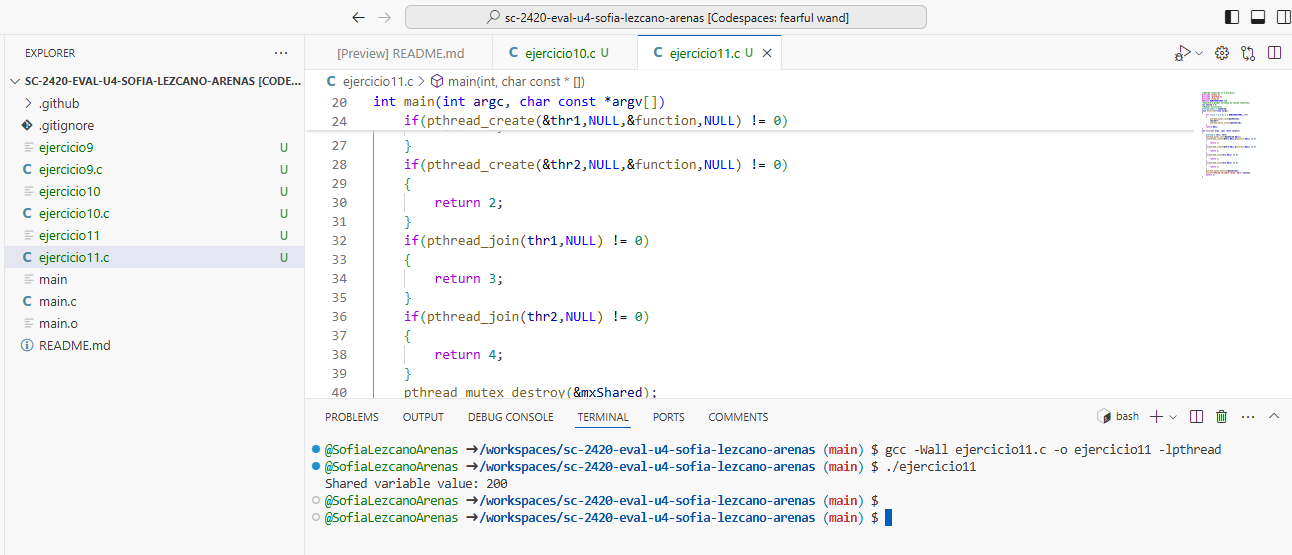 sc-2420-eval-u4-sofia-lezcano-arenas [Codespaces: fearful wand]
EXPLORER
SC-2420-EVAL-U4-SOFIA-LEZCANO-ARENAS [CODE...
.github
.gitignore
ejercicio9 U
ejercicio9.c U
ejercicio10 U
ejercicio10.c U
ejercicio11 U
ejercicio11.c U
main
main.c
main.o
README.md
[Preview] README.md
ejercicio10.c U
ejercicio11.c U
ejercicio11.c > main(int, char const * [])
20 int main(int argc, char const *argv[])
24 if(pthread_create(&thr1,NULL,&function,NULL) != 0)
27 }
28 if(pthread_create(&thr2,NULL,&function,NULL) != 0)
29 {
30 return 2;
31 }
32 if(pthread_join(thr1,NULL) != 0)
33 {
34 return 3;
35 }
36 if(pthread_join(thr2,NULL) != 0)
37 {
38 return 4;
39 }
40 pthread_mutex_destroy(&mxShared);
PROBLEMS OUTPUT DEBUG CONSOLE TERMINAL PORTS COMMENTS
bash
@SofiaLezcanoArenas ➜/workspaces/sc-2420-eval-u4-sofia-lezcano-arenas (main) $ gcc -Wall ejercicio11.c -o ejercicio11 -lpthread
@SofiaLezcanoArenas ➜/workspaces/sc-2420-eval-u4-sofia-lezcano-arenas (main) $ ./ejercicio11
Shared variable value: 200
@SofiaLezcanoArenas ➜/workspaces/sc-2420-eval-u4-sofia-lezcano-arenas (main) $
@SofiaLezcanoArenas ➜/workspaces/sc-2420-eval-u4-sofia-lezcano-arenas (main) $